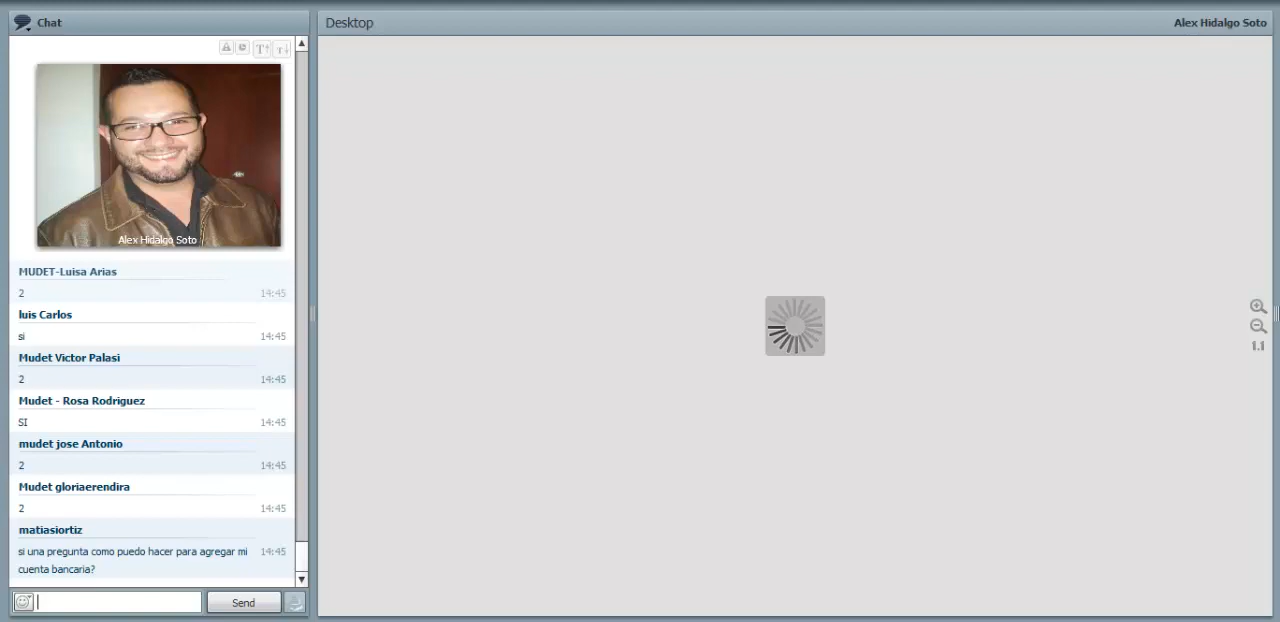 Chat
Desktop
Alex Hidalgo Soto
Alex Hidalgo Soto
MUDET-Luisa Arias
2 14:45
luis Carlos
si 14:45
Mudet Victor Palasi
2 14:45
Mudet - Rosa Rodriguez
SI 14:45
mudet jose Antonio
2 14:45
Mudet gloriaerendira
2 14:45
matiasiortiz
si una pregunta como puedo hacer para agregar mi 14:45
cuenta bancaria?
Send
1.1